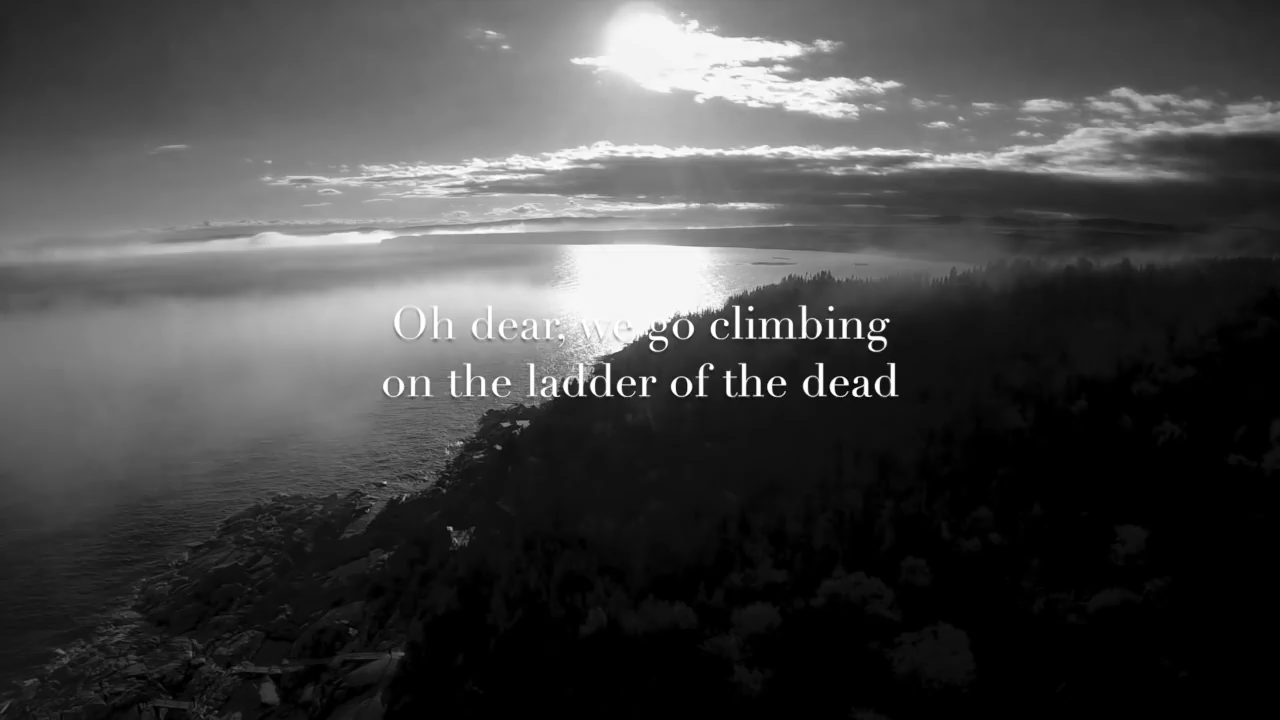 Oh dear, we go climbing
on the ladder of the dead